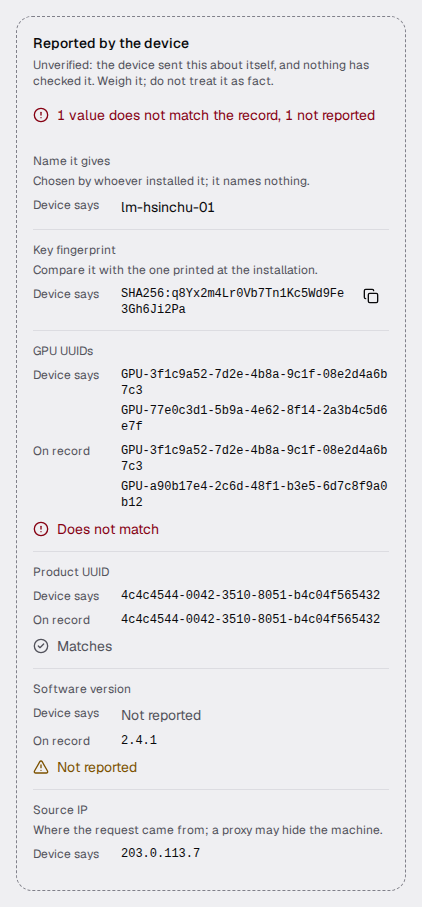 Reported by the device
Unverified: the device sent this about itself, and nothing has
checked it. Weigh it; do not treat it as fact.
1 value does not match the record, 1 not reported
Name it gives
Chosen by whoever installed it; it names nothing.
Device says lm-hsinchu-01
Key fingerprint
Compare it with the one printed at the installation.
Device says SHA256:q8Yx2m4Lr0Vb7Tn1Kc5Wd9Fe
3Gh6Ji2Pa
GPU UUIDs
Device says GPU-3f1c9a52-7d2e-4b8a-9c1f-08e2d4a6b
7c3
GPU-77e0c3d1-5b9a-4e62-8f14-2a3b4c5d6
e7f
On record GPU-3f1c9a52-7d2e-4b8a-9c1f-08e2d4a6b
7c3
GPU-a90b17e4-2c6d-48f1-b3e5-6d7c8f9a0
b12
Does not match
Product UUID
Device says 4c4c4544-0042-3510-8051-b4c04f565432
On record 4c4c4544-0042-3510-8051-b4c04f565432
Matches
Software version
Device says Not reported
On record 2.4.1
Not reported
Source IP
Where the request came from; a proxy may hide the machine.
Device says 203.0.113.7